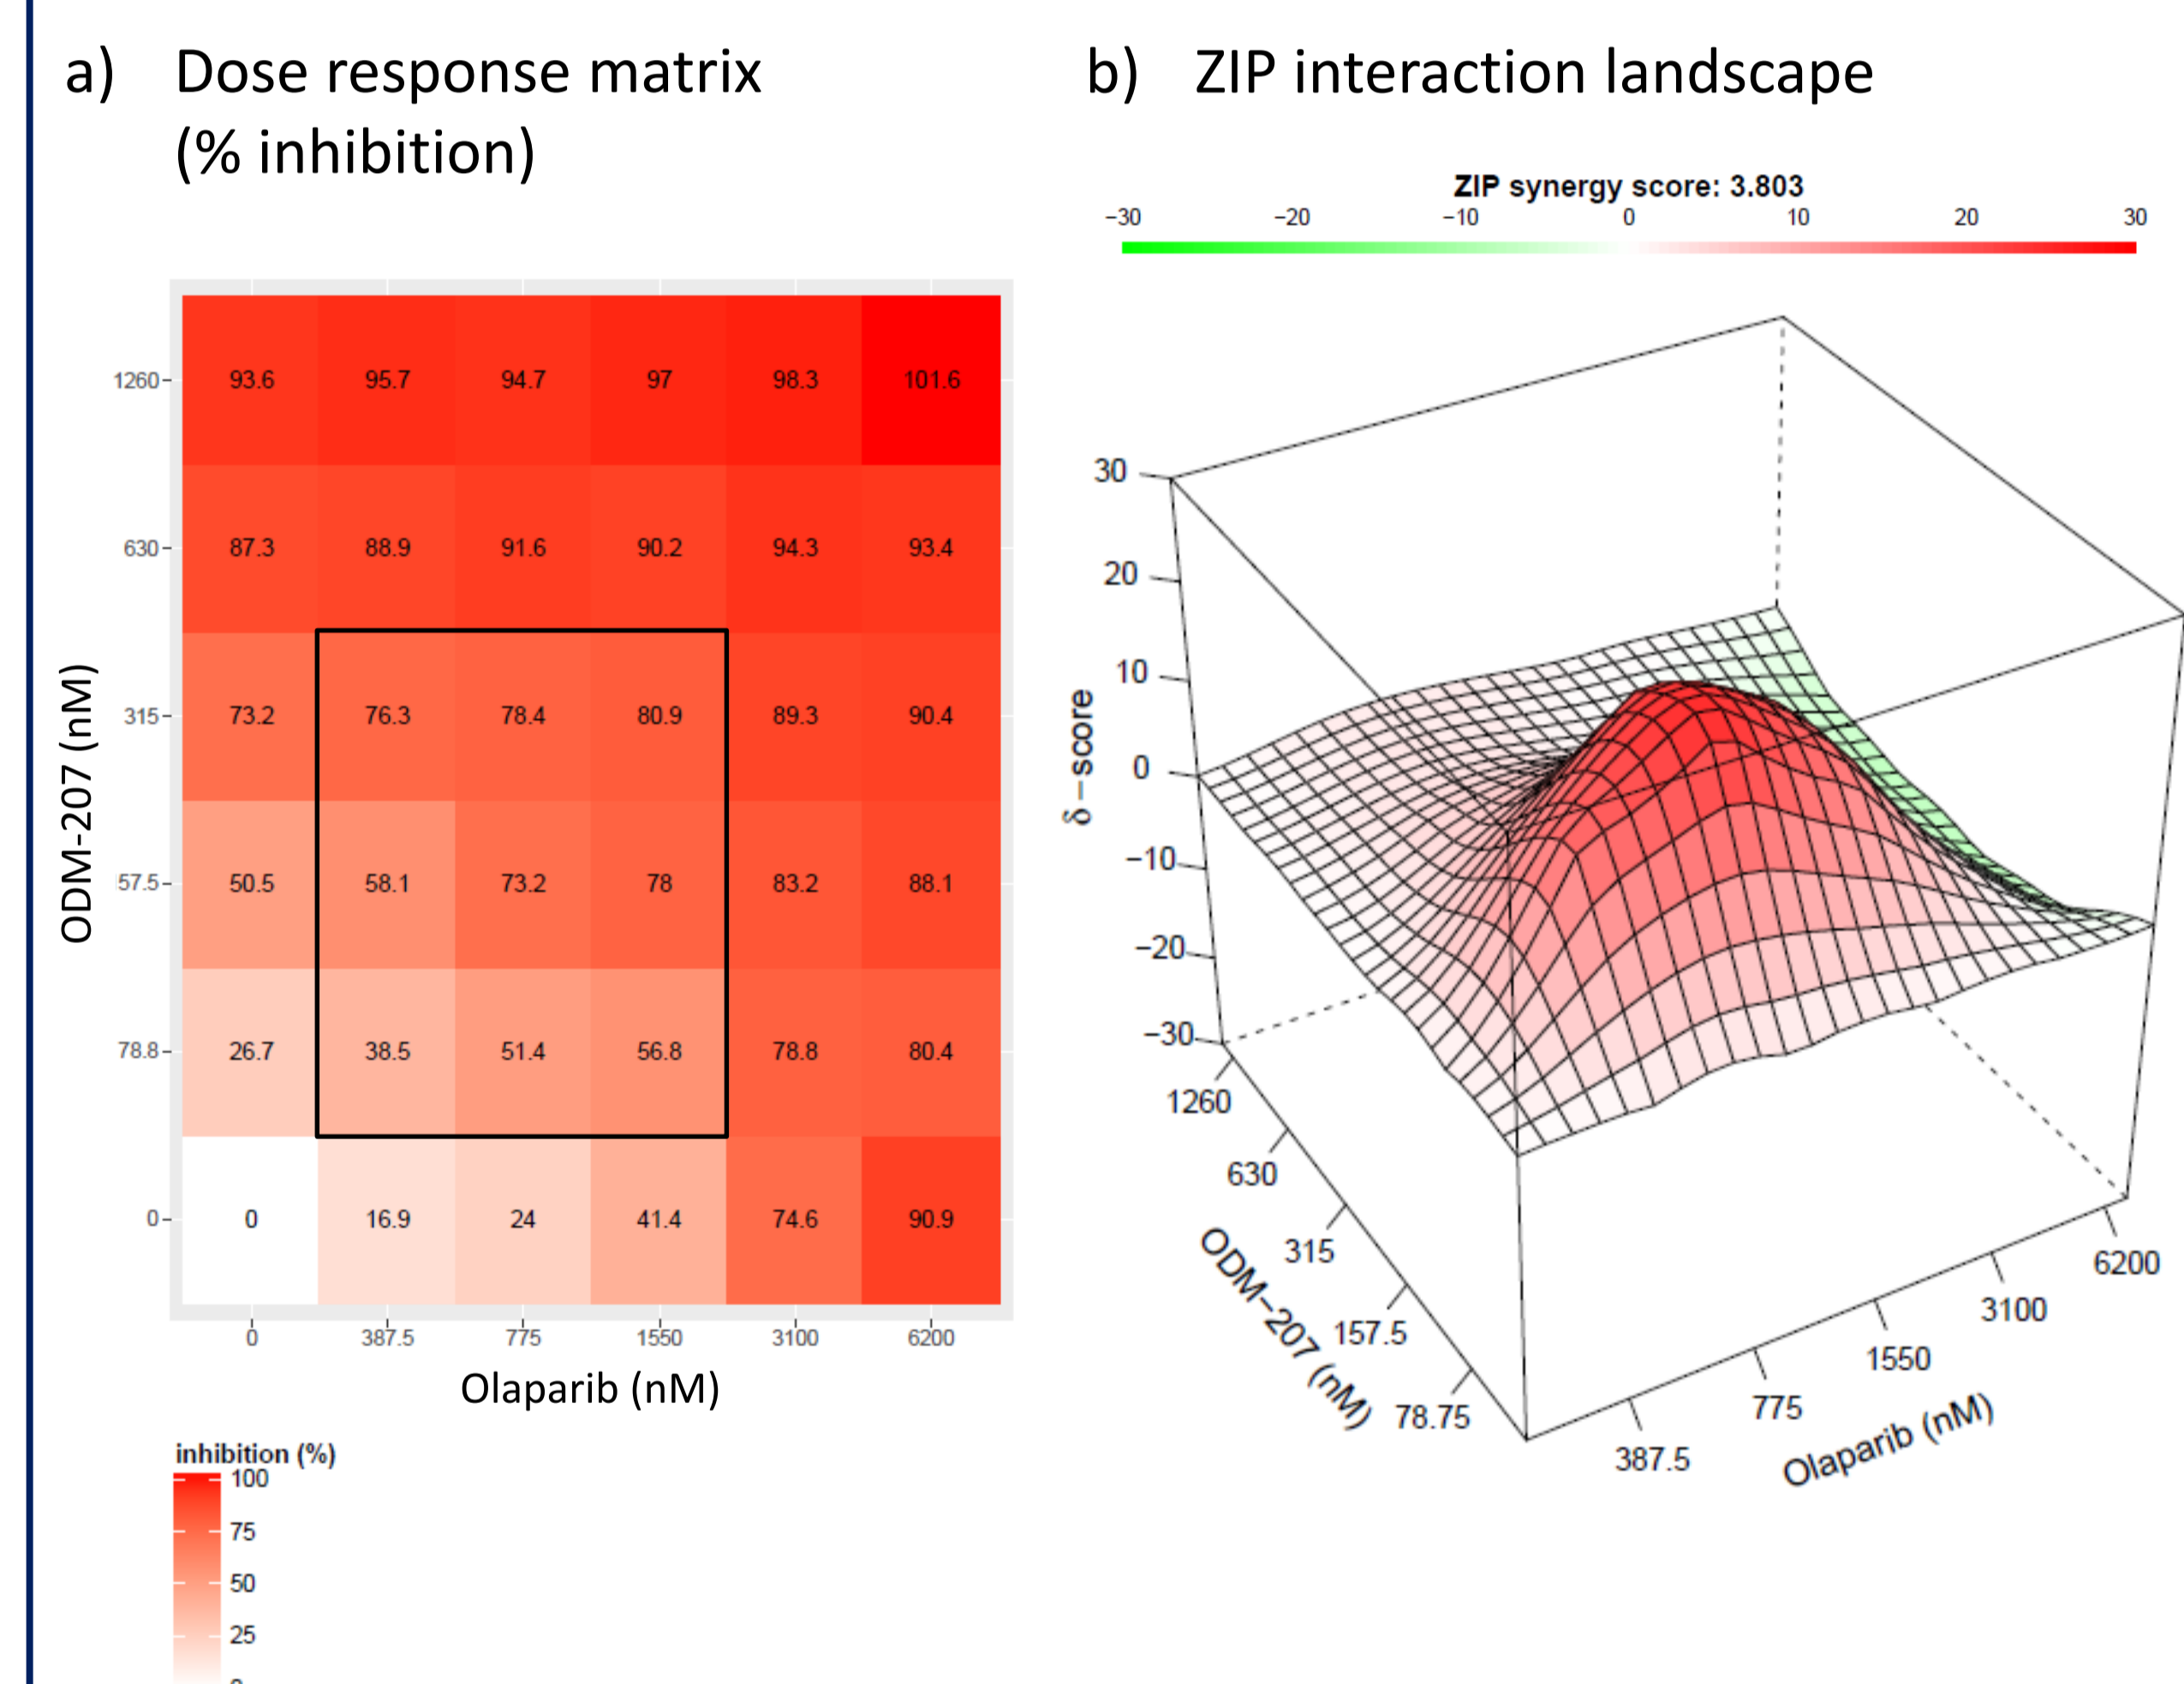 a) Dose response matrix
(% inhibition)
1260 93.6 95.7 94.7 97 98.3 101.6
630 87.3 88.9 91.6 90.2 94.3 93.4
315 73.2 76.3 78.4 80.9 89.3 90.4
57.5 50.5 58.1 73.2 78 83.2 88.1
78.8 26.7 38.5 51.4 56.8 78.8 80.4
0 0 16.9 24 41.4 74.6 90.9
0 387.5 775 1550 3100 6200
ODM-207 (nM)
Olaparib (nM)
inhibition (%)
100
75
50
25
b) ZIP interaction landscape
ZIP synergy score: 3.803
−30 −20 −10 0 10 20 30
30
20
10
0
−10
−20
−30
δ−score
1260
630
315
157.5
78.75
ODM−207 (nM)
387.5
775
1550
3100
6200
Olaparib (nM)